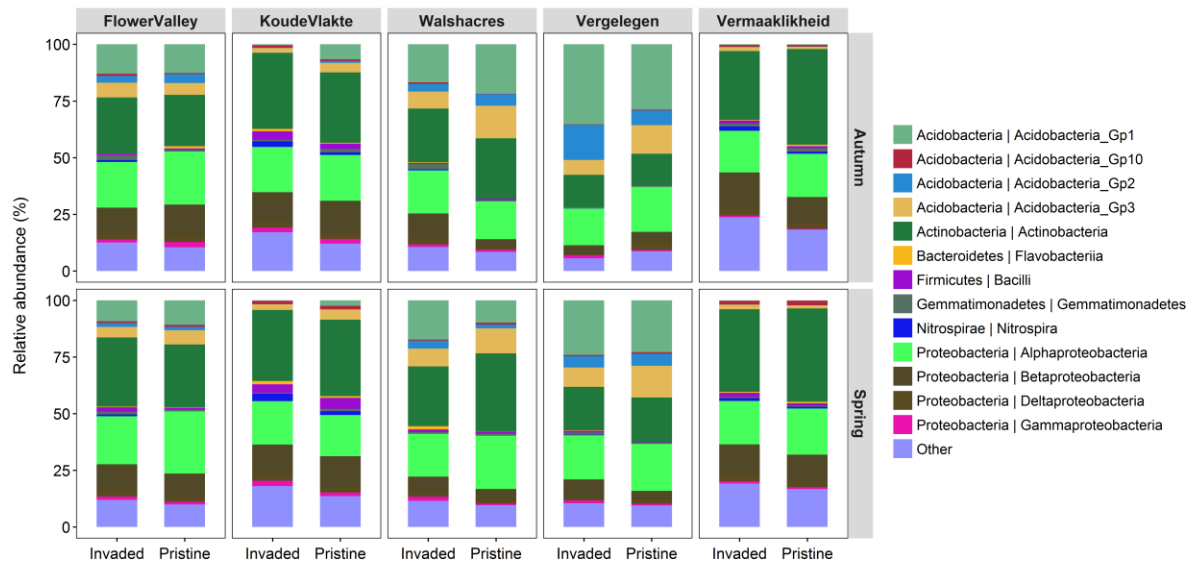 FlowerValley KoudeVlakte Walshacres Vergelegen Vermaaklikheid
Relative abundance (%)
100
75
50
25
0
Autumn
100
75
50
25
0
Spring
Invaded Pristine Invaded Pristine Invaded Pristine Invaded Pristine Invaded Pristine
Acidobacteria | Acidobacteria_Gp1
Acidobacteria | Acidobacteria_Gp10
Acidobacteria | Acidobacteria_Gp2
Acidobacteria | Acidobacteria_Gp3
Actinobacteria | Actinobacteria
Bacteroidetes | Flavobacteriia
Firmicutes | Bacilli
Gemmatimonadetes | Gemmatimonadetes
Nitrospirae | Nitrospira
Proteobacteria | Alphaproteobacteria
Proteobacteria | Betaproteobacteria
Proteobacteria | Deltaproteobacteria
Proteobacteria | Gammaproteobacteria
Other